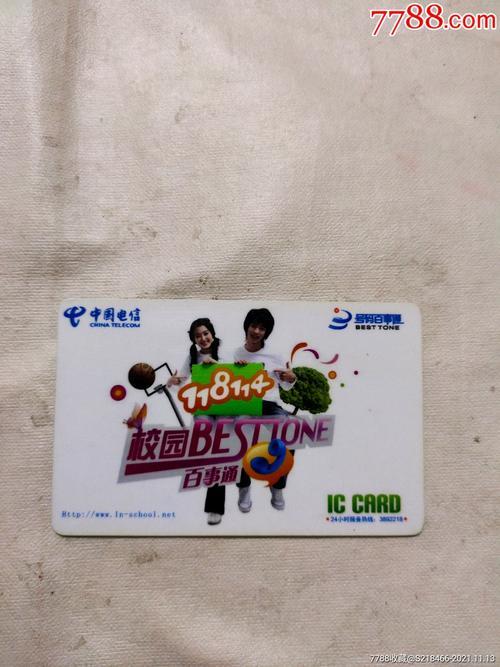 7788.com
中国电信
CHINA TELECOM
号码百事通
BEST TONE
118114
校园BESTTONE
百事通
Http://www.ln-school.net
IC CARD
24小时服务热线：3892218
7788收藏@S218466-2021.11.13